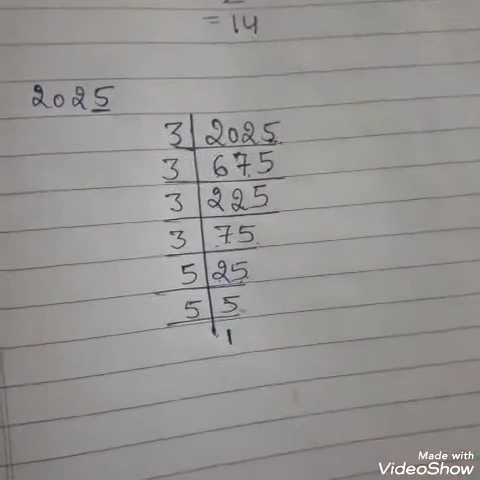 = 14
2025
3 | 2025
3 | 675
3 | 225
3 | 75
5 | 25
5 | 5
1
Made with
VideoShow